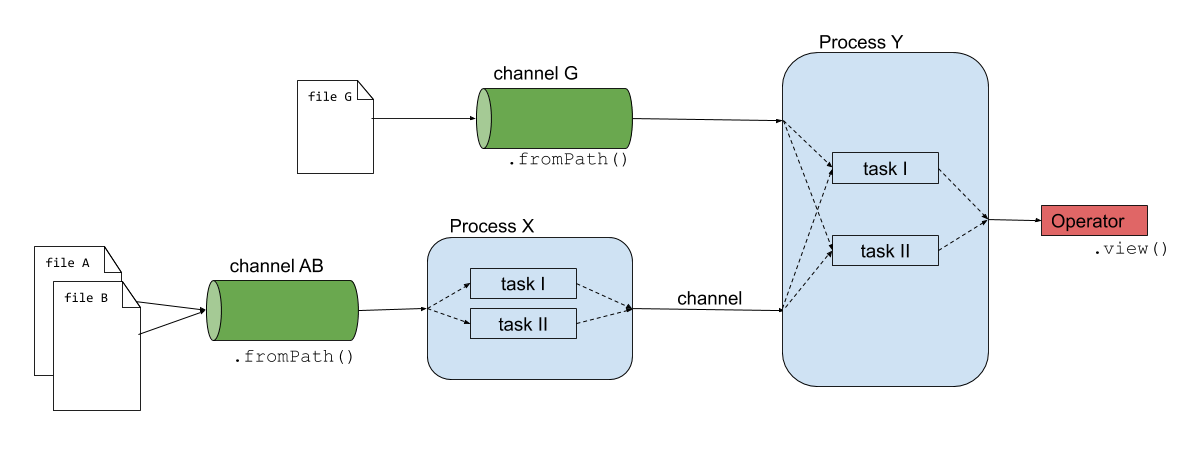 Process Y
channel G
file G
.fromPath()
task I
task II
Operator
.view()
Process X
task I
task II
channel
file A
file B
channel AB
.fromPath()